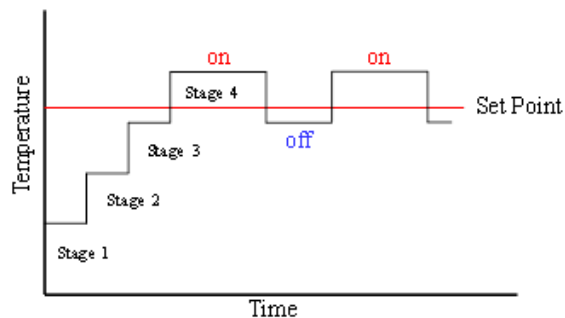 on
on
Stage 4
Set Point
off
Stage 3
Stage 2
Stage 1
Temperature
Time